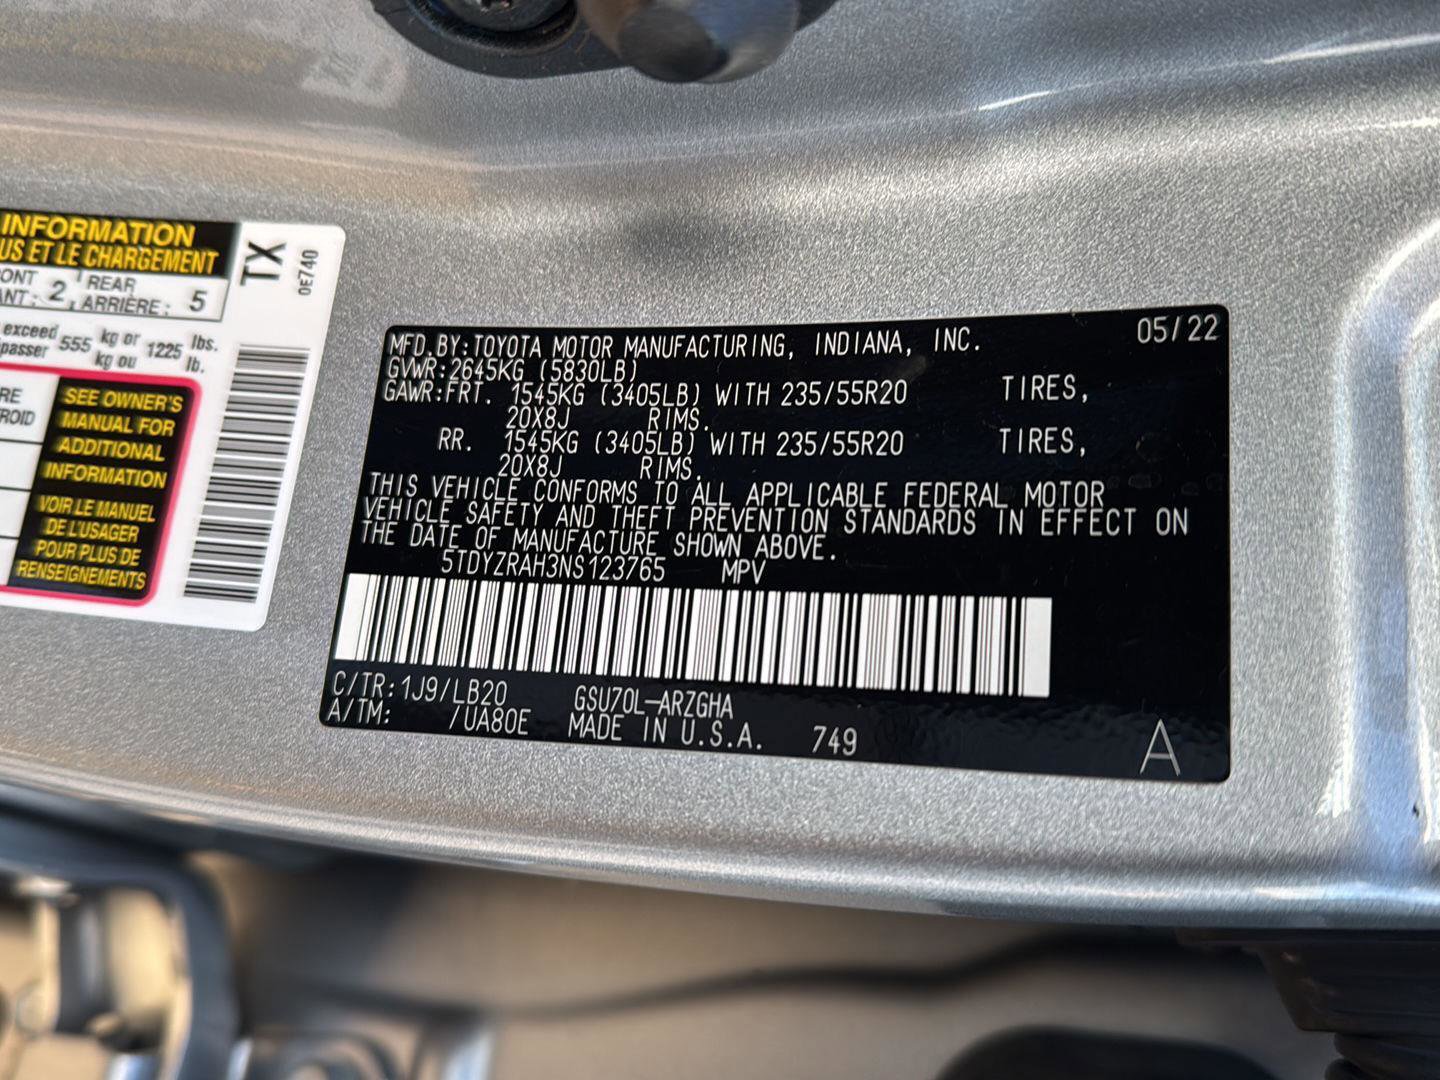 INFORMATION
US ET LE CHARGEMENT
ONT 2 REAR 5
ANT: ARRIÈRE:
exceed 555 kg or 1225 lbs.
passer kg ou lb.
RE
ROID
SEE OWNER'S
MANUAL FOR
ADDITIONAL
INFORMATION
VOIR LE MANUEL
DE L'USAGER
POUR PLUS DE
RENSEIGNEMENTS
TX
0E740
MFD.BY:TOYOTA MOTOR MANUFACTURING, INDIANA, INC. 05/22
GVWR:2645KG (5830LB)
GAWR:FRT. 1545KG (3405LB) WITH 235/55R20 TIRES,
20X8J RIMS.
RR. 1545KG (3405LB) WITH 235/55R20 TIRES,
20X8J RIMS.
THIS VEHICLE CONFORMS TO ALL APPLICABLE FEDERAL MOTOR
VEHICLE SAFETY AND THEFT PREVENTION STANDARDS IN EFFECT ON
THE DATE OF MANUFACTURE SHOWN ABOVE.
5TDYZRAH3NS123765 MPV
C/TR:1J9/LB20 GSU70L-ARZGHA
A/TM: /UA80E MADE IN U.S.A. 749 A